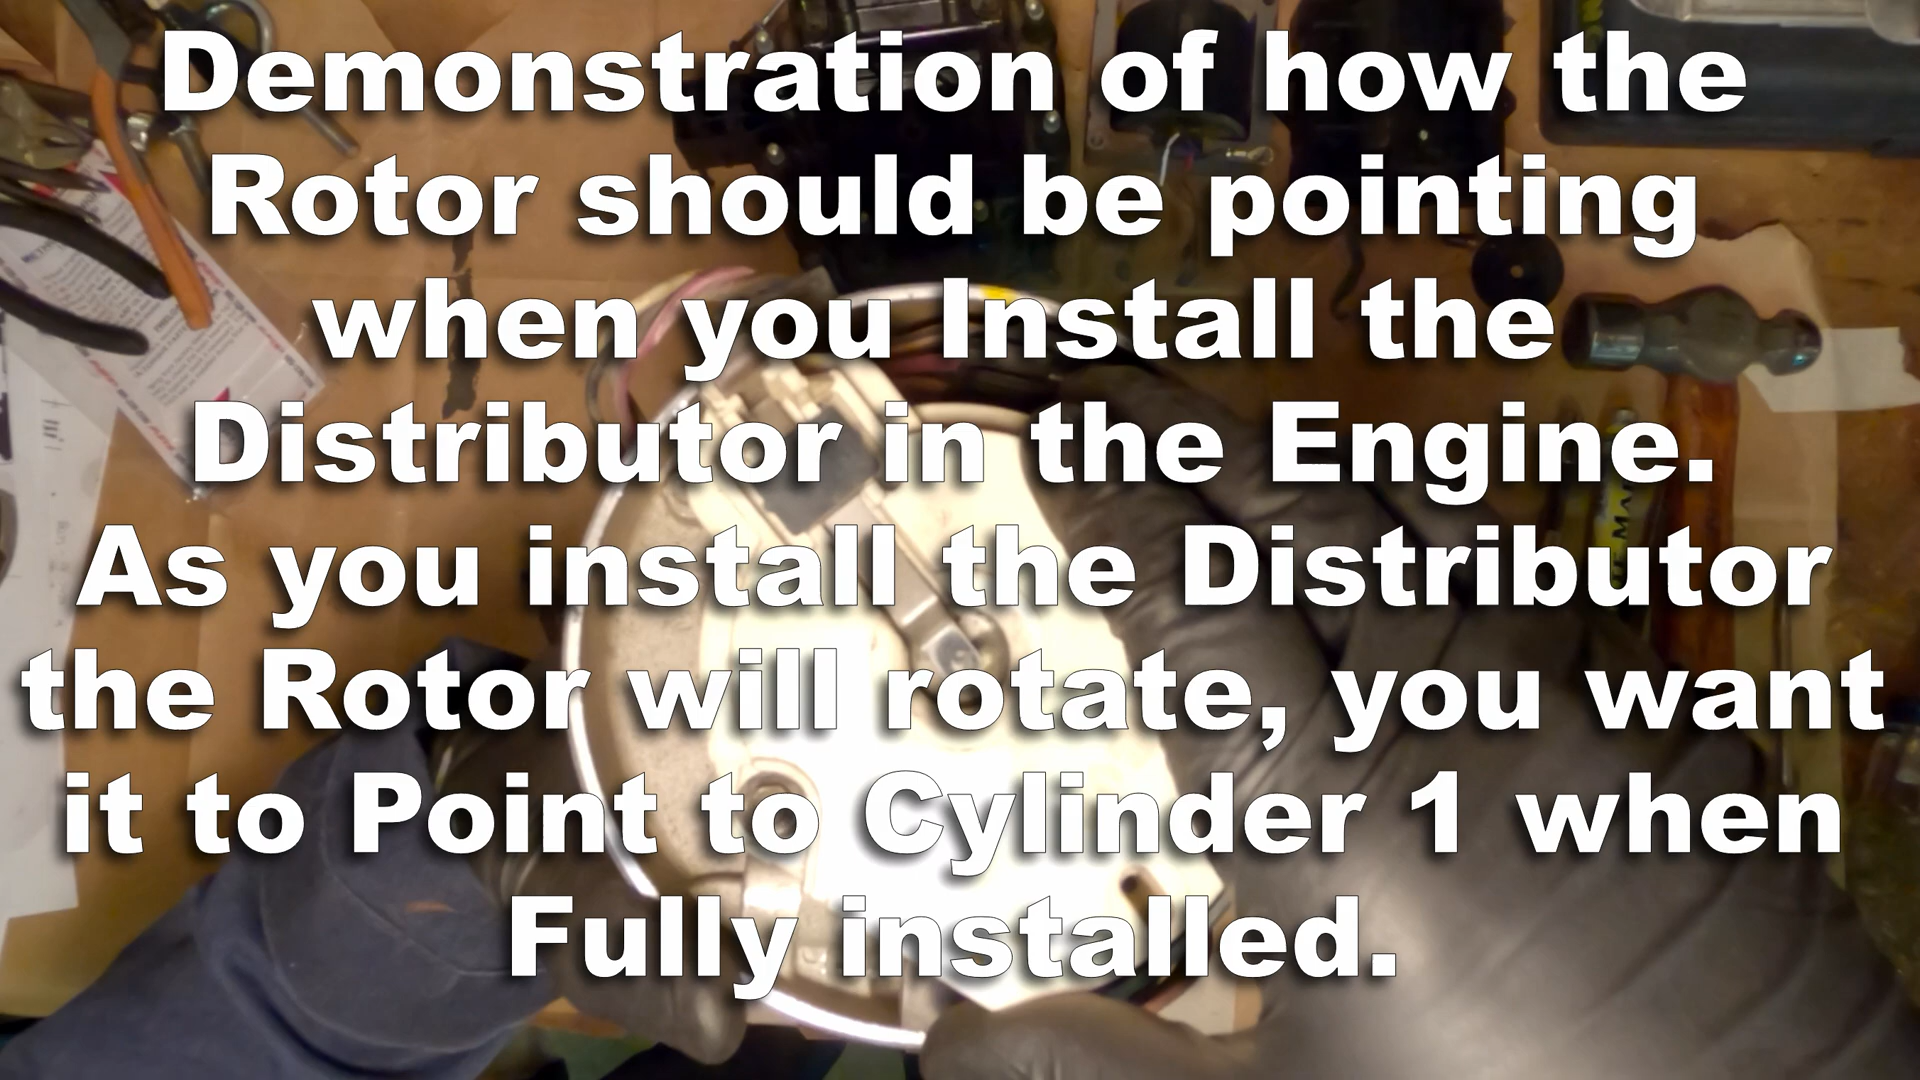 Demonstration of how the
Rotor should be pointing
when you Install the
Distributor in the Engine.
As you install the Distributor
the Rotor will rotate, you want
it to Point to Cylinder 1 when
Fully installed.